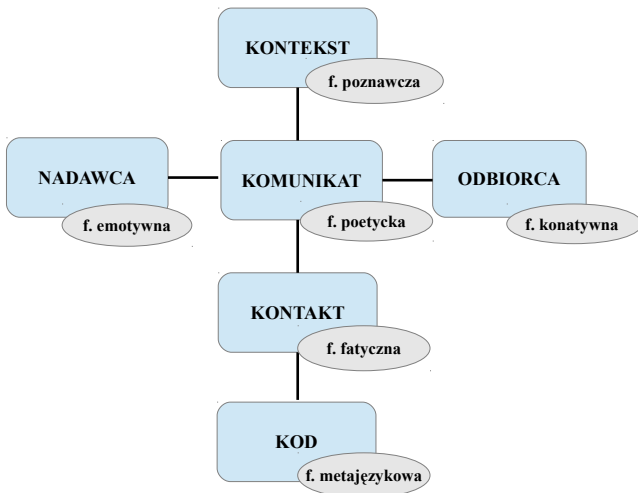 KONTEKST
f. poznawcza
NADAWCA
f. emotywna
KOMUNIKAT
f. poetycka
ODBIORCA
f. konatywna
KONTAKT
f. fatyczna
KOD
f. metajęzykowa